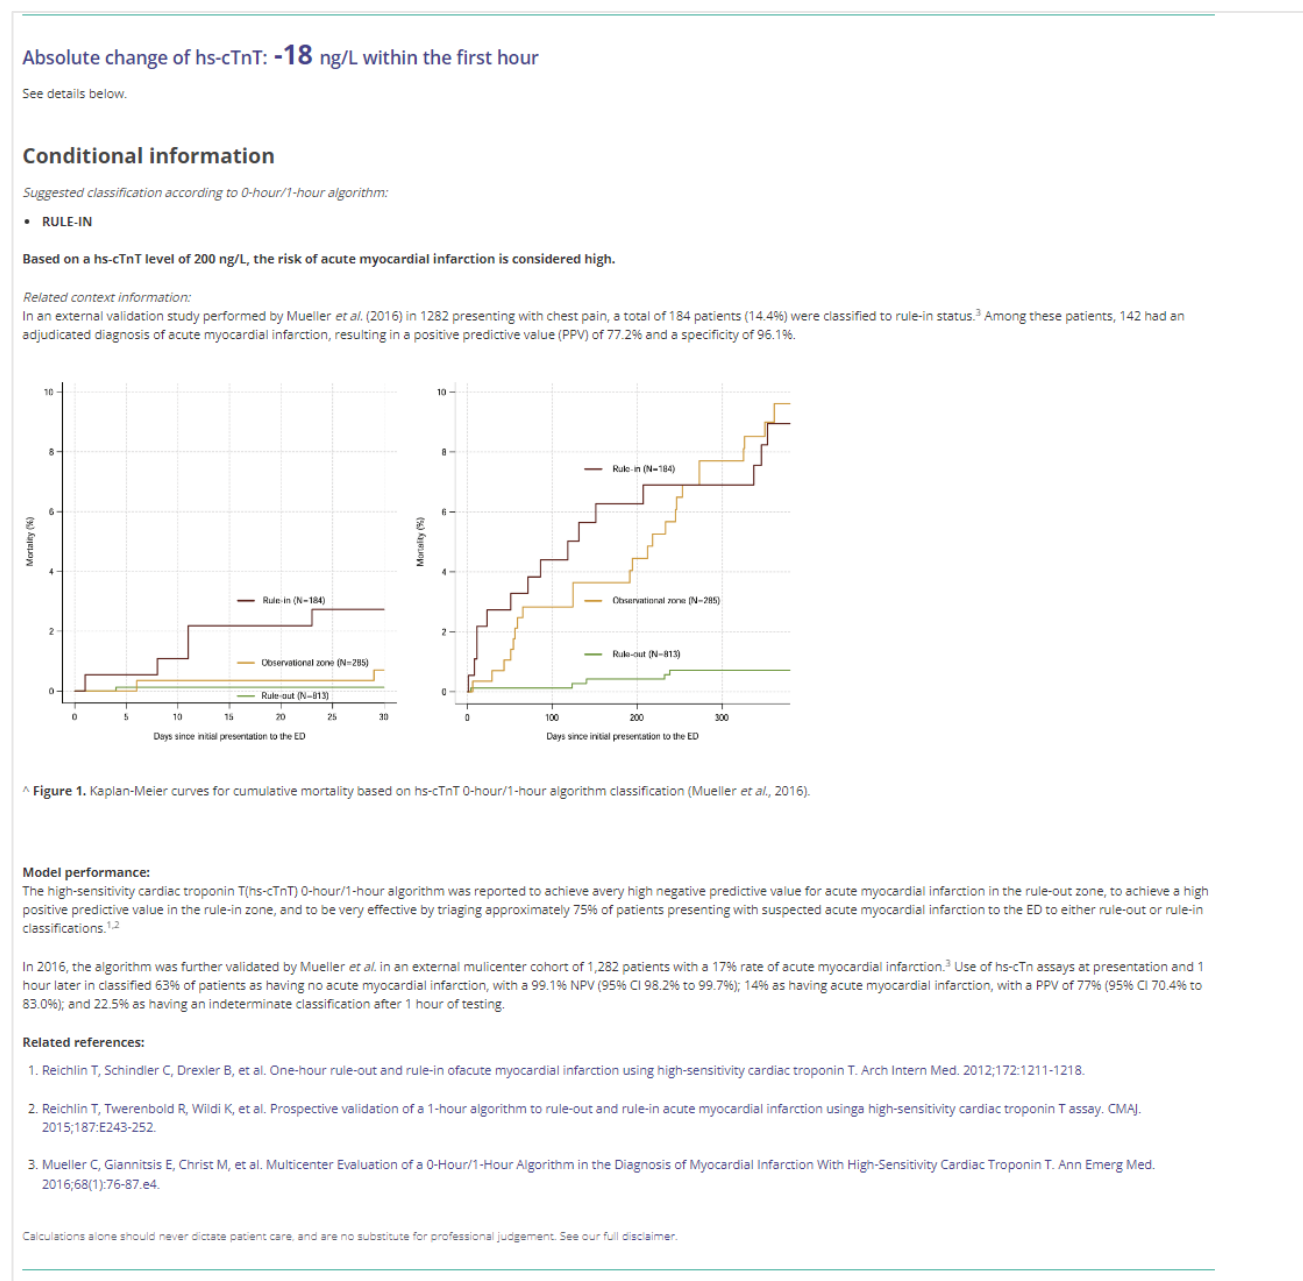 Absolute change of hs-cTnT: -18 ng/L within the first hour
See details below.
Conditional information
Suggested classification according to 0-hour/1-hour algorithm:
• RULE-IN
Based on a hs-cTnT level of 200 ng/L, the risk of acute myocardial infarction is considered high.
Related context information:
In an external validation study performed by Mueller et al. (2016) in 1282 presenting with chest pain, a total of 184 patients (14.4%) were classified to rule-in status.3 Among these patients, 142 had an
adjudicated diagnosis of acute myocardial infarction, resulting in a positive predictive value (PPV) of 77.2% and a specificity of 96.1%.
10
8
6
4
2
0
Mortality (%)
Rule-in (N=184)
Observational zone (N=285)
Rule-out (N=813)
0 5 10 15 20 25 30
Days since initial presentation to the ED
10
8
6
4
2
0
Mortality (%)
Rule-in (N=184)
Observational zone (N=285)
Rule-out (N=813)
0 100 200 300
Days since initial presentation to the ED
^ Figure 1. Kaplan-Meier curves for cumulative mortality based on hs-cTnT 0-hour/1-hour algorithm classification (Mueller et al., 2016).
Model performance:
The high-sensitivity cardiac troponin T(hs-cTnT) 0-hour/1-hour algorithm was reported to achieve avery high negative predictive value for acute myocardial infarction in the rule-out zone, to achieve a high
positive predictive value in the rule-in zone, and to be very effective by triaging approximately 75% of patients presenting with suspected acute myocardial infarction to the ED to either rule-out or rule-in
classifications.1,2
In 2016, the algorithm was further validated by Mueller et al. in an external mulicenter cohort of 1,282 patients with a 17% rate of acute myocardial infarction.3 Use of hs-cTn assays at presentation and 1
hour later in classified 63% of patients as having no acute myocardial infarction, with a 99.1% NPV (95% CI 98.2% to 99.7%); 14% as having acute myocardial infarction, with a PPV of 77% (95% CI 70.4% to
83.0%); and 22.5% as having an indeterminate classification after 1 hour of testing.
Related references:
1. Reichlin T, Schindler C, Drexler B, et al. One-hour rule-out and rule-in ofacute myocardial infarction using high-sensitivity cardiac troponin T. Arch Intern Med. 2012;172:1211-1218.
2. Reichlin T, Twerenbold R, Wildi K, et al. Prospective validation of a 1-hour algorithm to rule-out and rule-in acute myocardial infarction usinga high-sensitivity cardiac troponin T assay. CMAJ.
2015;187:E243-252.
3. Mueller C, Giannitsis E, Christ M, et al. Multicenter Evaluation of a 0-Hour/1-Hour Algorithm in the Diagnosis of Myocardial Infarction With High-Sensitivity Cardiac Troponin T. Ann Emerg Med.
2016;68(1):76-87.e4.
Calculations alone should never dictate patient care, and are no substitute for professional judgement. See our full disclaimer.